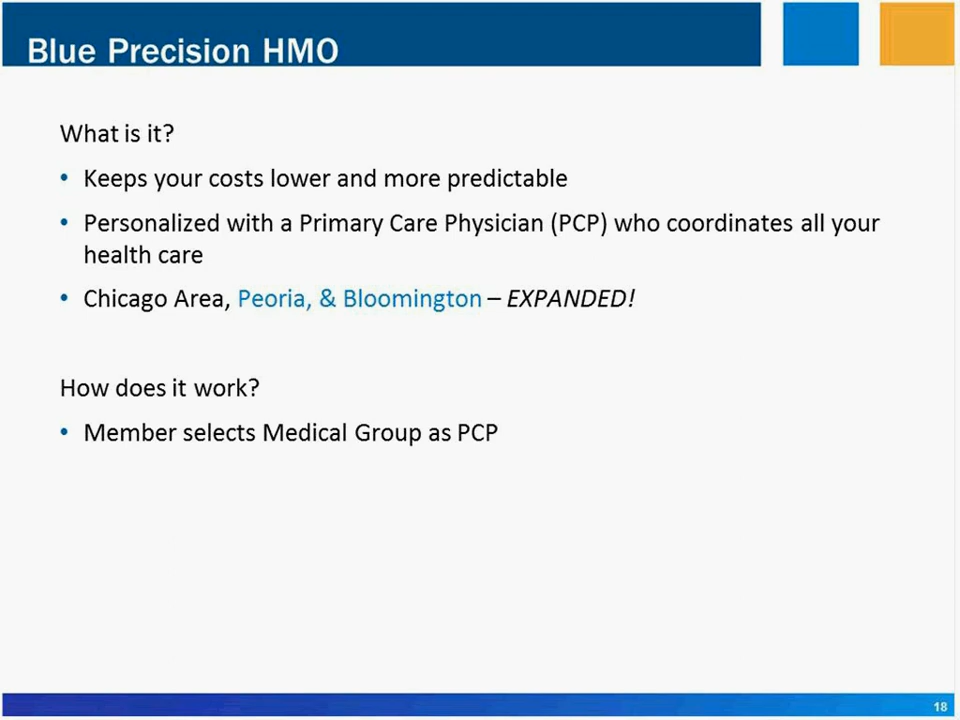 Blue Precision HMO
What is it?
• Keeps your costs lower and more predictable
• Personalized with a Primary Care Physician (PCP) who coordinates all your
health care
• Chicago Area, Peoria, & Bloomington – EXPANDED!
How does it work?
• Member selects Medical Group as PCP
18